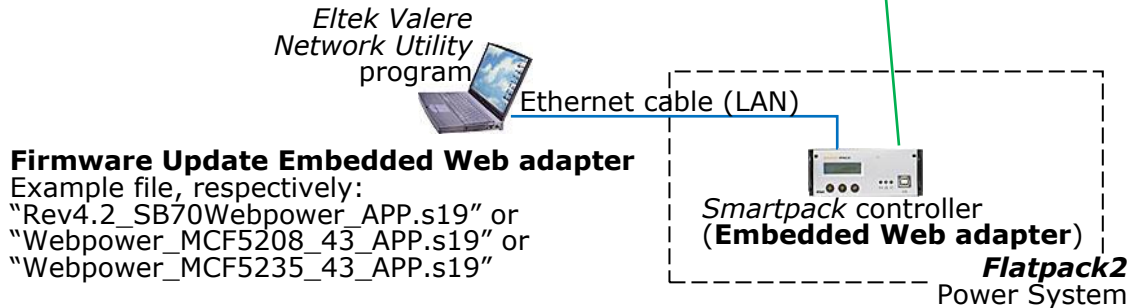 Eltek Valere
Network Utility
program
Ethernet cable (LAN)
Firmware Update Embedded Web adapter
Example file, respectively:
“Rev4.2_SB70Webpower_APP.s19” or
“Webpower_MCF5208_43_APP.s19” or
“Webpower_MCF5235_43_APP.s19”
Smartpack controller
(Embedded Web adapter)
Flatpack2
Power System